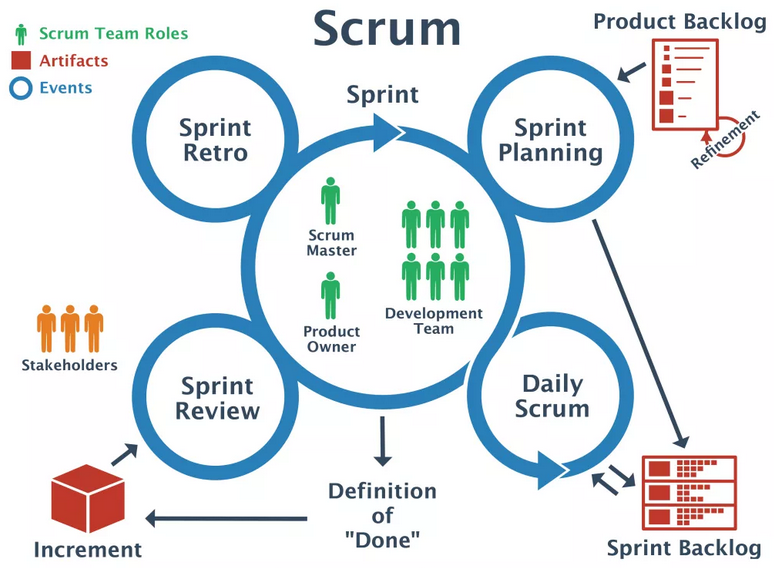 Scrum
Scrum Team Roles
Artifacts
Events
Product Backlog
Refinement
Sprint
Sprint
Retro
Sprint
Planning
Scrum
Master
Product
Owner
Development
Team
Stakeholders
Sprint
Review
Daily
Scrum
Definition
of
"Done"
Increment
Sprint Backlog